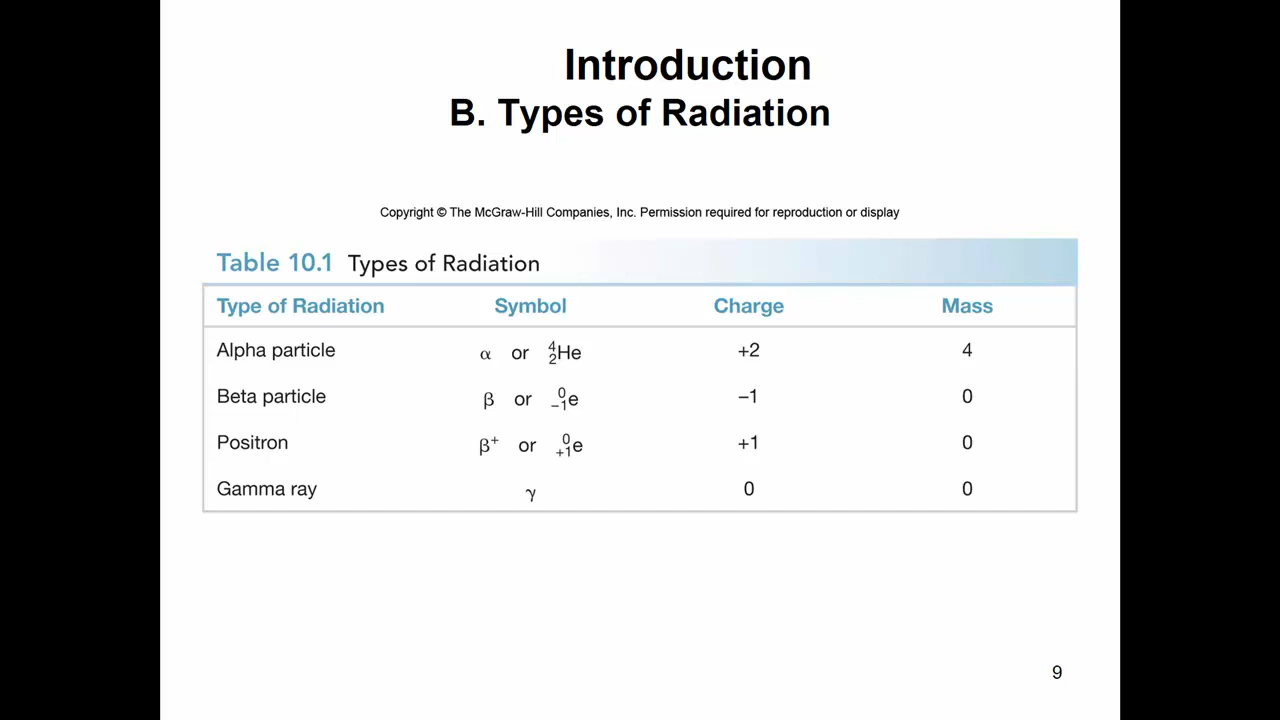 Introduction
B. Types of Radiation
Copyright © The McGraw-Hill Companies, Inc. Permission required for reproduction or display
Table 10.1 Types of Radiation
Type of Radiation Symbol Charge Mass
Alpha particle α or ⁴₂He +2 4
Beta particle β or ⁰₋₁e –1 0
Positron β⁺ or ⁰₊₁e +1 0
Gamma ray γ 0 0
9